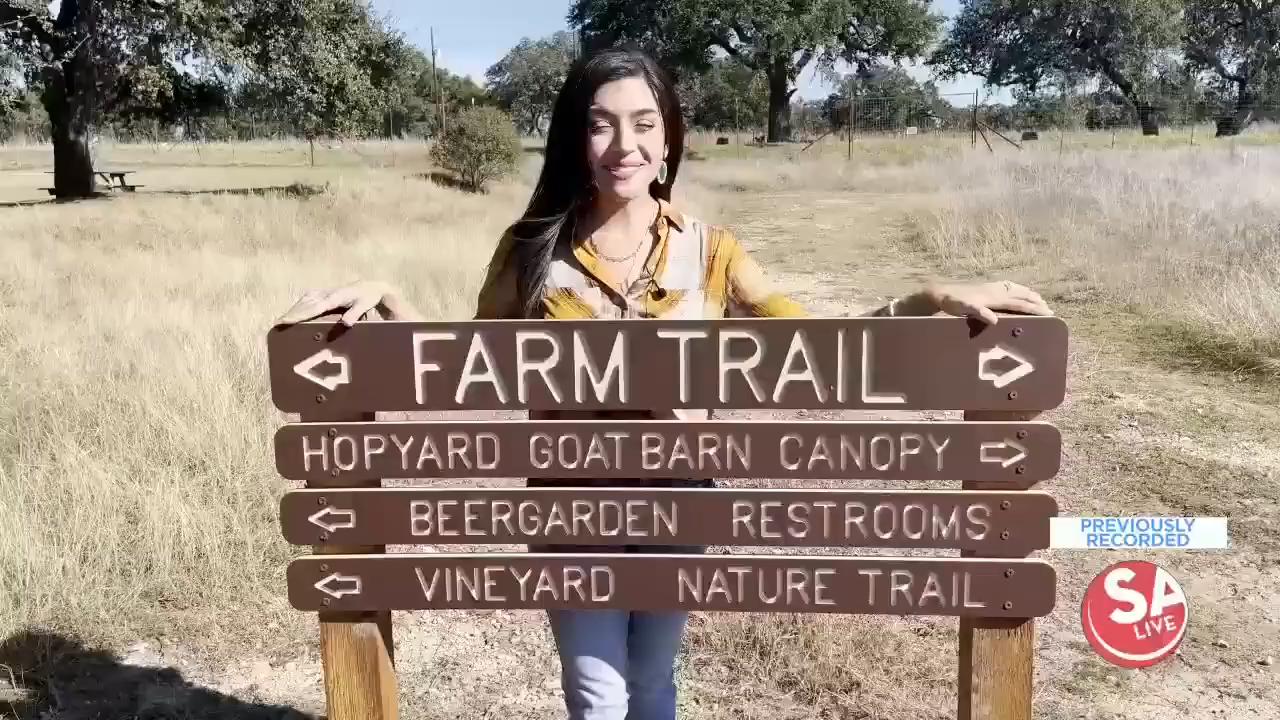 FARM TRAIL
HOPYARD GOAT BARN CANOPY
BEERGARDEN RESTROOMS
VINEYARD NATURE TRAIL
PREVIOUSLY
RECORDED
SA
LIVE